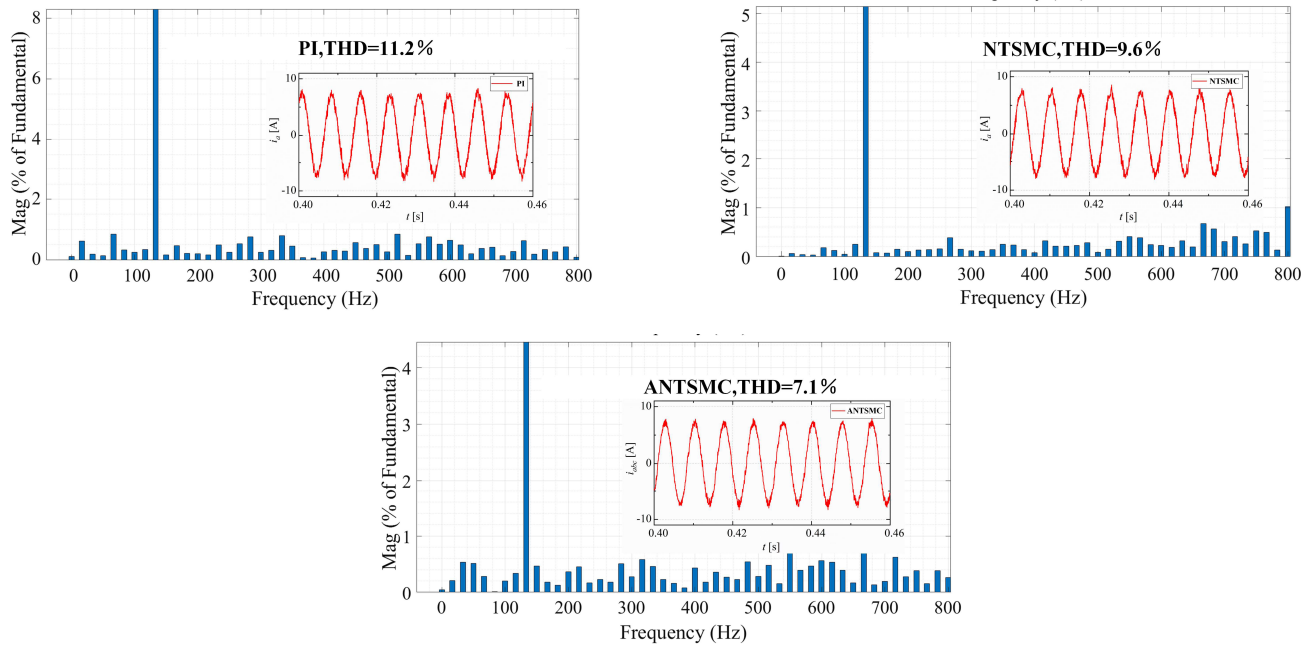 PI,THD=11.2%
Mag (% of Fundamental)
8
6
4
2
0
0 100 200 300 400 500 600 700 800
Frequency (Hz)
PI
i_a [A]
10
0
-10
0.40 0.42 0.44 0.46
t [s]
NTSMC,THD=9.6%
Mag (% of Fundamental)
5
4
3
2
1
0
0 100 200 300 400 500 600 700 800
Frequency (Hz)
NTSMC
i_a [A]
10
0
-10
0.40 0.42 0.44 0.46
t [s]
ANTSMC,THD=7.1%
Mag (% of Fundamental)
4
3
2
1
0
0 100 200 300 400 500 600 700 800
Frequency (Hz)
ANTSMC
i_abc [A]
10
0
-10
0.40 0.42 0.44 0.46
t [s]